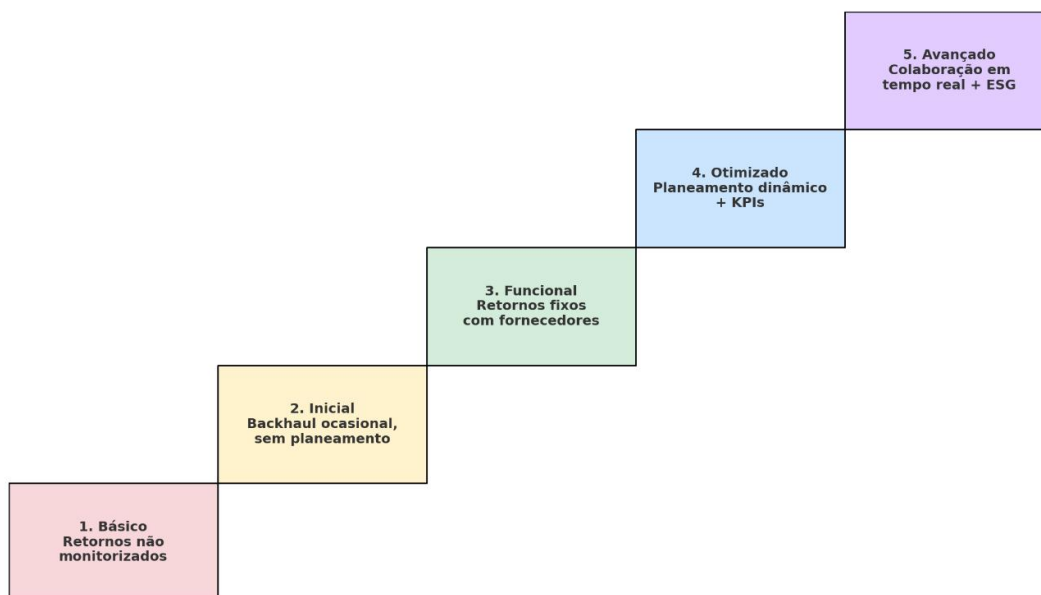 5. Avançado
Colaboração em
tempo real + ESG
4. Otimizado
Planeamento dinâmico
+ KPIs
3. Funcional
Retornos fixos
com fornecedores
2. Inicial
Backhaul ocasional,
sem planeamento
1. Básico
Retornos não
monitorizados